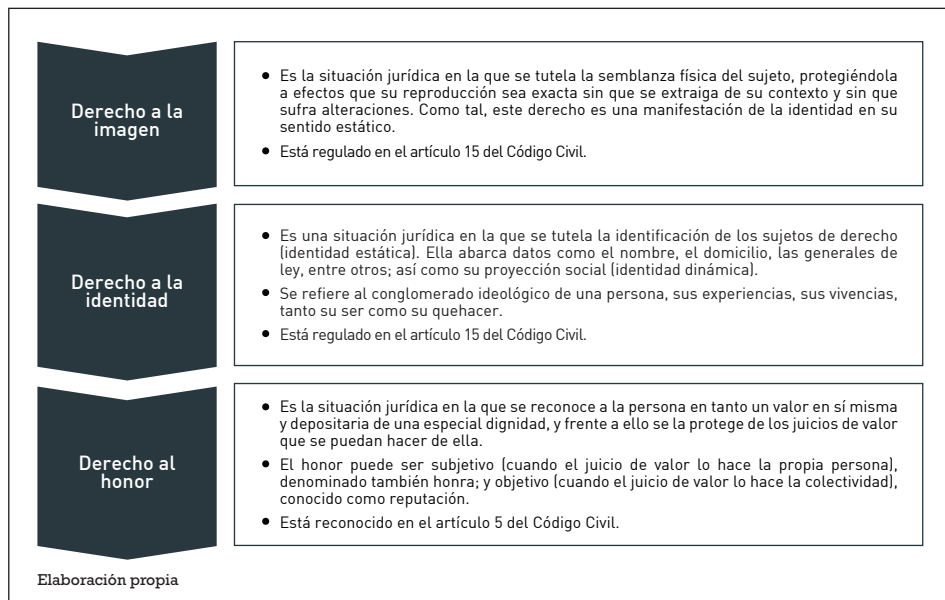 Derecho a la
imagen
• Es la situación jurídica en la que se tutela la semblanza física del sujeto, protegiéndola
a efectos que su reproducción sea exacta sin que se extraiga de su contexto y sin que
sufra alteraciones. Como tal, este derecho es una manifestación de la identidad en su
sentido estático.
• Está regulado en el artículo 15 del Código Civil.
Derecho a la
identidad
• Es una situación jurídica en la que se tutela la identificación de los sujetos de derecho
(identidad estática). Ella abarca datos como el nombre, el domicilio, las generales de
ley, entre otros; así como su proyección social (identidad dinámica).
• Se refiere al conglomerado ideológico de una persona, sus experiencias, sus vivencias,
tanto su ser como su quehacer.
• Está regulado en el artículo 15 del Código Civil.
Derecho al
honor
• Es la situación jurídica en la que se reconoce a la persona en tanto un valor en sí misma
y depositaria de una especial dignidad, y frente a ello se la protege de los juicios de valor
que se puedan hacer de ella.
• El honor puede ser subjetivo (cuando el juicio de valor lo hace la propia persona),
denominado también honra; y objetivo (cuando el juicio de valor lo hace la colectividad),
conocido como reputación.
• Está reconocido en el artículo 5 del Código Civil.
Elaboración propia